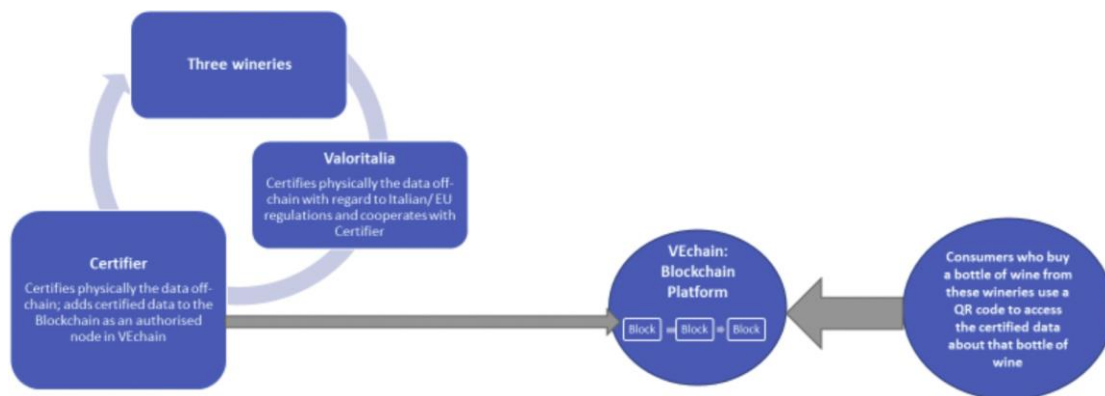 Three wineries
Valoritalia
Certifies physically the data off-
chain with regard to Italian/ EU
regulations and cooperates with
Certifier
Certifier
Certifies physically the data off-
chain; adds certified data to the
Blockchain as an authorised
node in VEchain
VEchain:
Blockchain
Platform
Block
Block
Block
Consumers who buy
a bottle of wine from
these wineries use a
QR code to access
the certified data
about that bottle of
wine